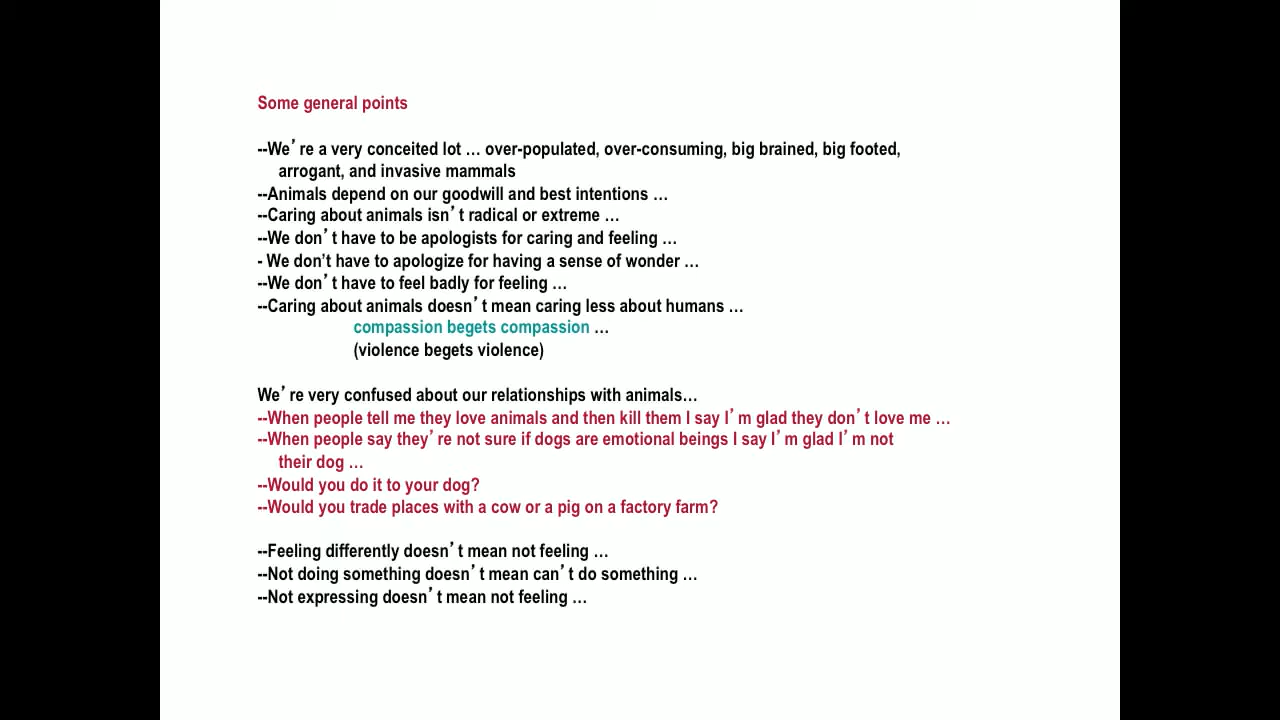 Some general points
--We’re a very conceited lot … over-populated, over-consuming, big brained, big footed,
arrogant, and invasive mammals
--Animals depend on our goodwill and best intentions …
--Caring about animals isn’t radical or extreme …
--We don’t have to be apologists for caring and feeling …
- We don’t have to apologize for having a sense of wonder …
--We don’t have to feel badly for feeling …
--Caring about animals doesn’t mean caring less about humans …
compassion begets compassion …
(violence begets violence)
We’re very confused about our relationships with animals…
--When people tell me they love animals and then kill them I say I’m glad they don’t love me …
--When people say they’re not sure if dogs are emotional beings I say I’m glad I’m not
their dog …
--Would you do it to your dog?
--Would you trade places with a cow or a pig on a factory farm?
--Feeling differently doesn’t mean not feeling …
--Not doing something doesn’t mean can’t do something …
--Not expressing doesn’t mean not feeling …